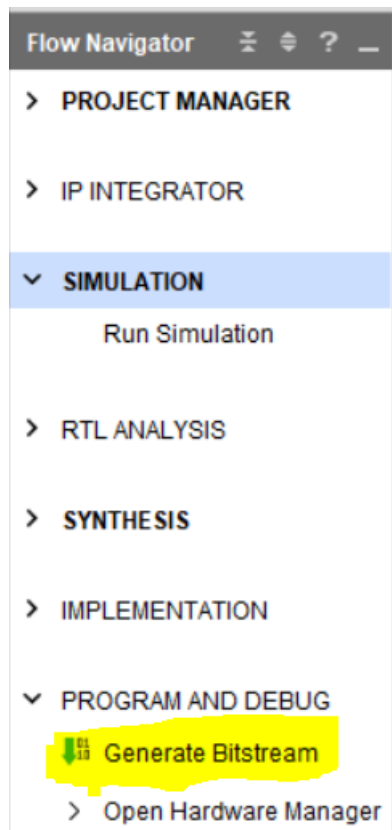 Flow Navigator ?
PROJECT MANAGER
IP INTEGRATOR
SIMULATION
Run Simulation
RTL ANALYSIS
SYNTHESIS
IMPLEMENTATION
PROGRAM AND DEBUG
Generate Bitstream
Open Hardware Manager